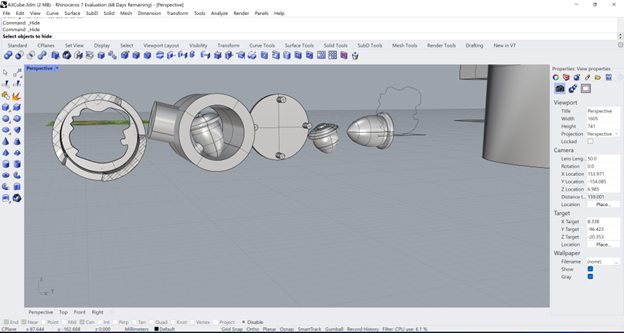 A3Cube.3dm (2 MB) - Rhinoceros 7 Evaluation (68 Days Remaining) - [Perspective]
File Edit View Curve Surface SubD Solid Mesh Dimension Transform Tools Analyze Render Panels Help
Command: _Hide
Command: _Hide
Select objects to hide
Standard CPlanes Set View Display Select Viewport Layout Visibility Transform Curve Tools Surface Tools Solid Tools SubD Tools Mesh Tools Render Tools Drafting New in V7
Perspective
Properties: View properties
Viewport
Title Perspective
Width 1605
Height 741
Projection Perspective
Locked
Camera
Lens Leng... 50.0
Rotation 0.0
X Location 153.971
Y Location -154.085
Z Location 6.985
Distance t... 159.001
Location Place...
Target
X Target 8.338
Y Target -96.423
Z Target -20.353
Location Place...
Wallpaper
Filename (none)
Show
Gray
z
x y
Perspective Top Front Right
End Near Point Mid Cen Int Perp Tan Quad Knot Vertex Project Disable
CPlane x 87.644 y -162.668 z 0.000 Millimeters Default Grid Snap Ortho Planar Osnap SmartTrack Gumball Record History Filter CPU use: 6.1 %